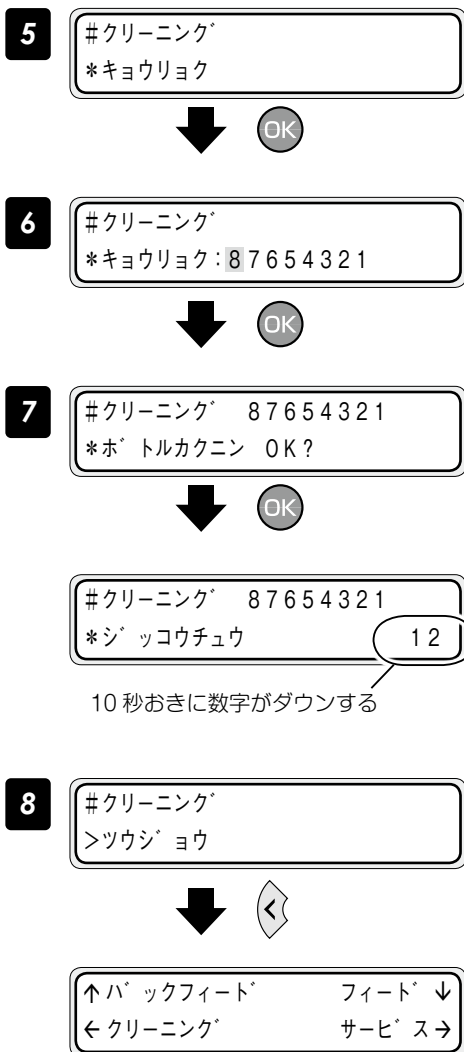 5
#クリーニング
*キョウリョク
OK
6
#クリーニング
*キョウリョク:87654321
OK
7
#クリーニング 87654321
*ボトルカクニン OK?
OK
#クリーニング 87654321
*ジッコウチュウ 12
10秒おきに数字がダウンする
8
#クリーニング
>ツウジョウ
<
↑バックフィード フィード↓
←クリーニング サービス→